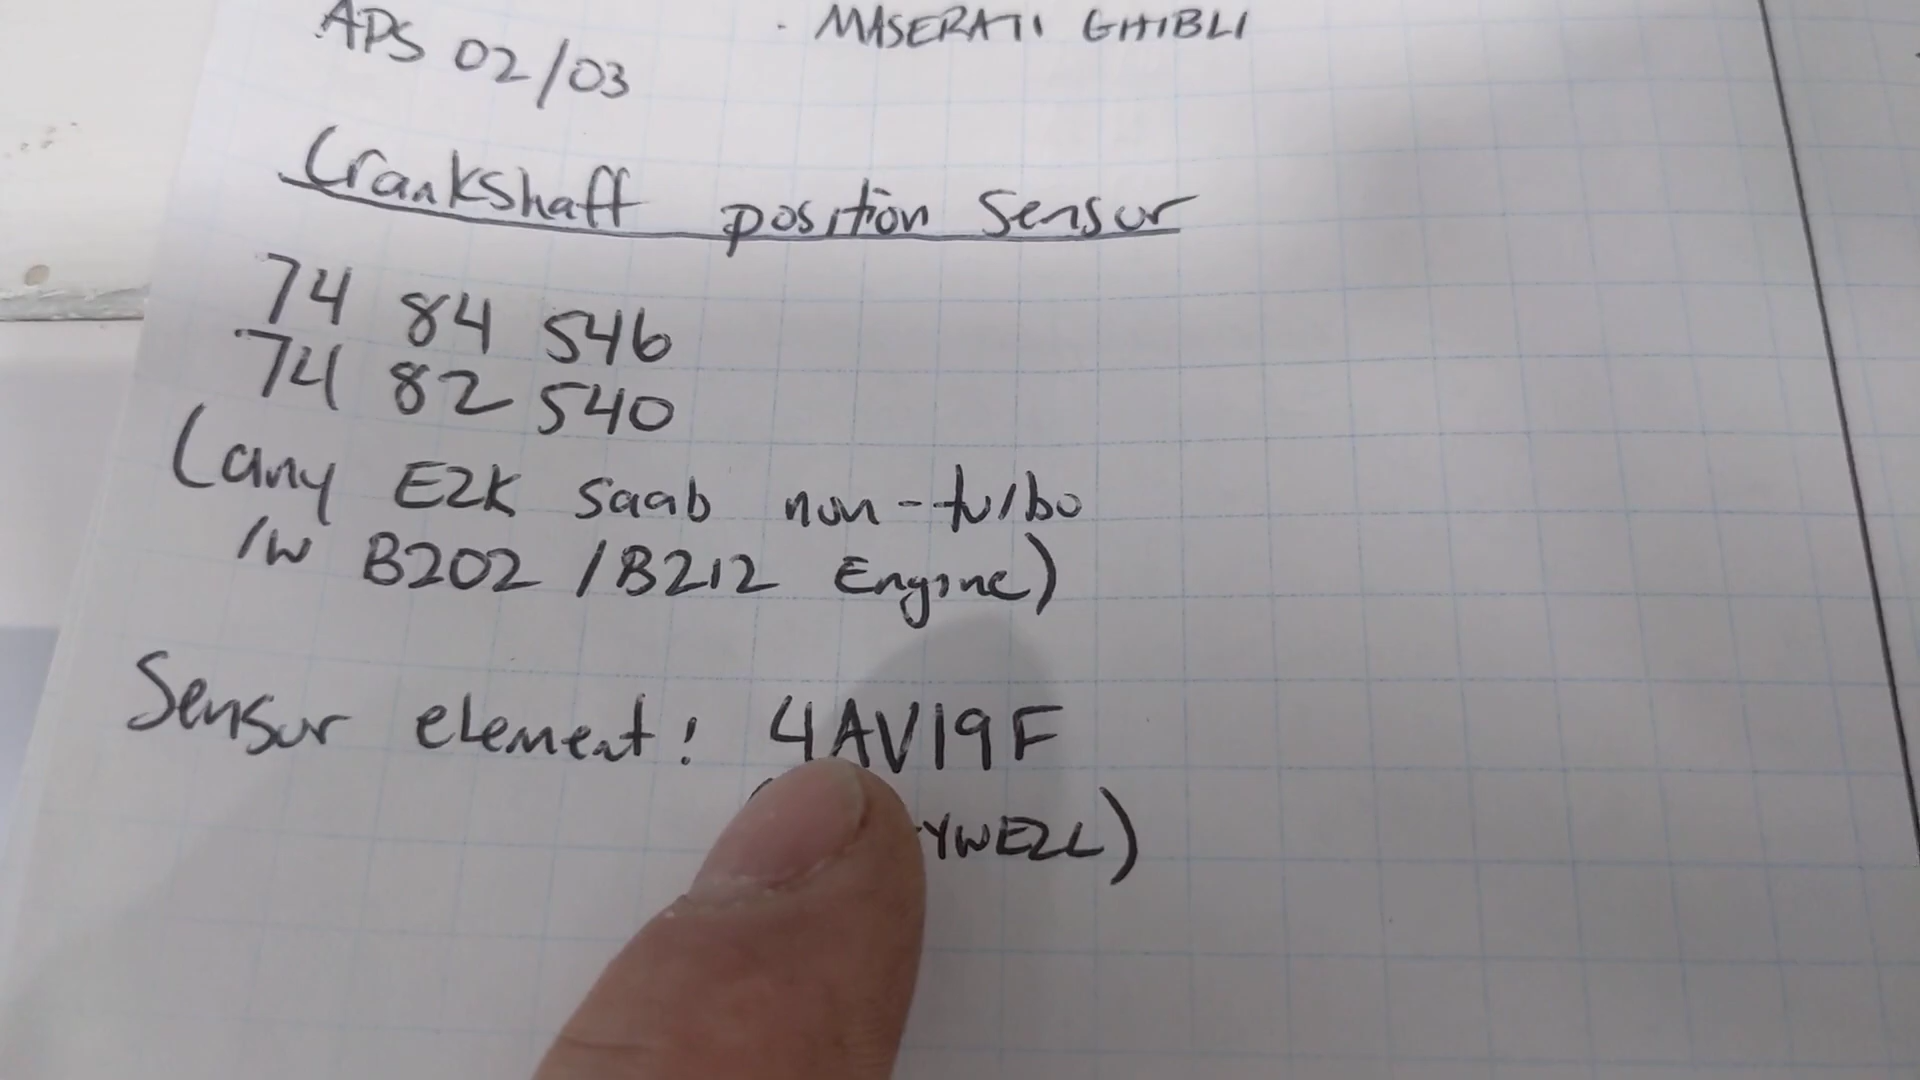 · MASERATI GHIBLI
APS 02/03
Crankshaft position Sensor
74 84 546
74 82 540
(any EZK Saab non-turbo
/w B202 /B212 Engine)
Sensor element: 4AV19F
YWELL)